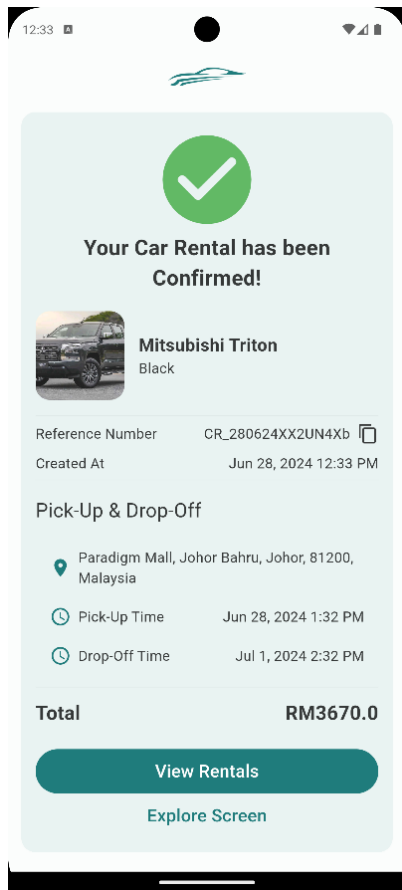 12:33
Your Car Rental has been
Confirmed!
Mitsubishi Triton
Black
Reference Number CR_280624XX2UN4Xb
Created At Jun 28, 2024 12:33 PM
Pick-Up & Drop-Off
Paradigm Mall, Johor Bahru, Johor, 81200,
Malaysia
Pick-Up Time Jun 28, 2024 1:32 PM
Drop-Off Time Jul 1, 2024 2:32 PM
Total RM3670.0
View Rentals
Explore Screen